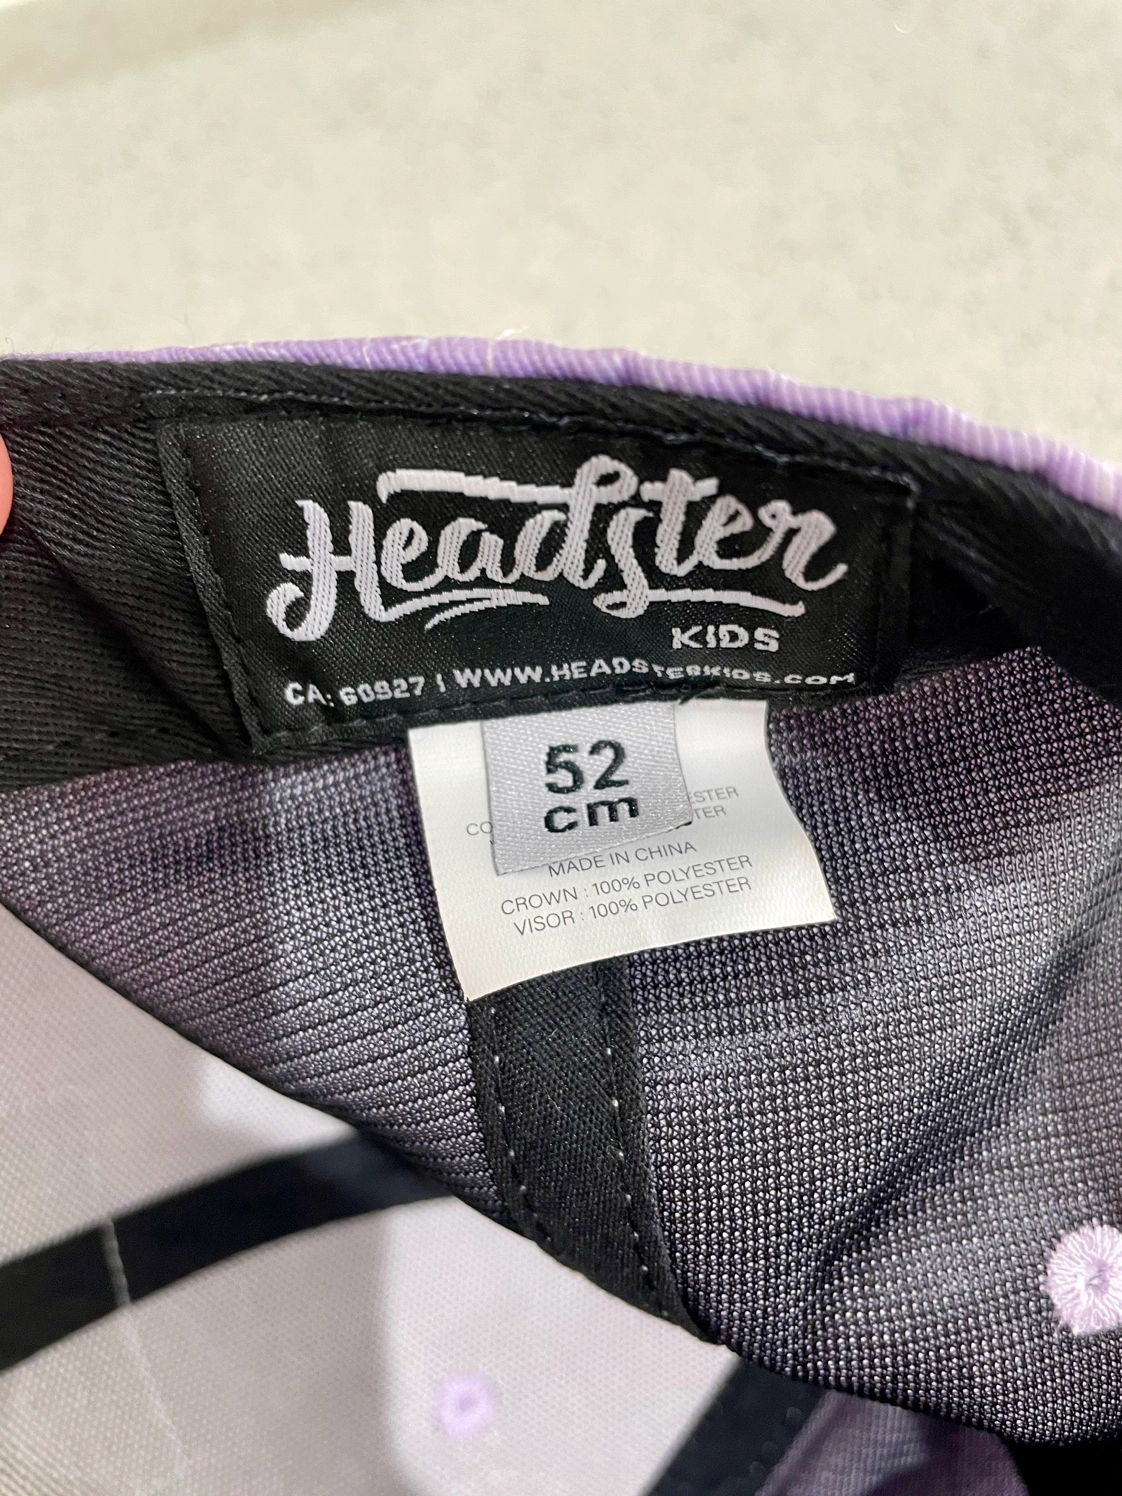 Headster
KIDS
CA: 60927 | WWW.HEADSTERKIDS.COM
52
cm
MADE IN CHINA
CROWN : 100% POLYESTER
VISOR : 100% POLYESTER